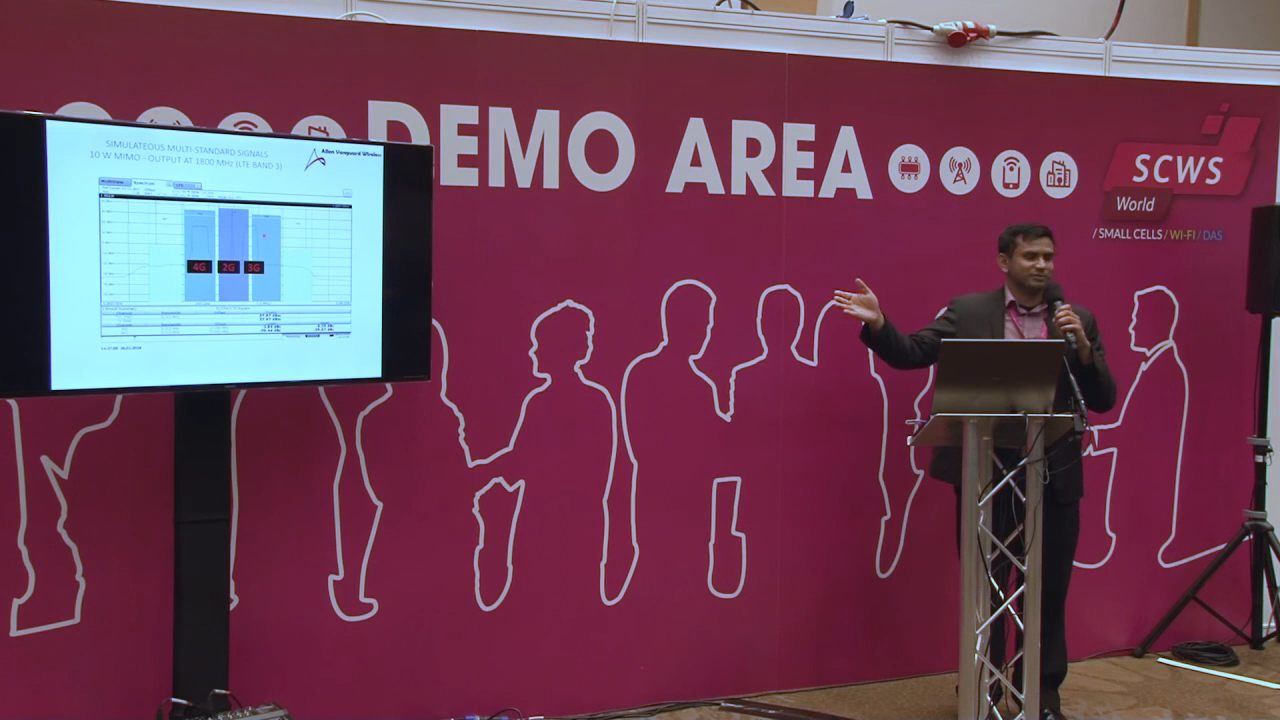 DEMO AREA
SIMULATEOUS MULTI-STANDARD SIGNALS
10 W MIMO - OUTPUT AT 1800 MHz (LTE BAND 3)
Allen Vanguard Wireless
4G 2G 3G
SCWS
World
/ SMALL CELLS / WI-FI / DAS